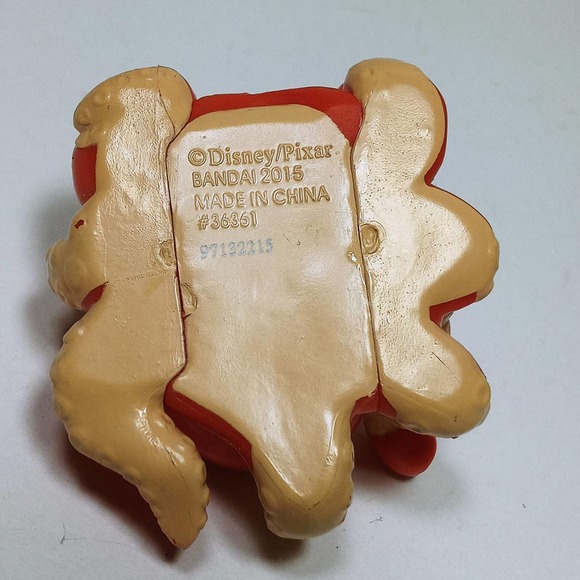 ©Disney/Pixar
BANDAI 2015
MADE IN CHINA
#36361
97132215